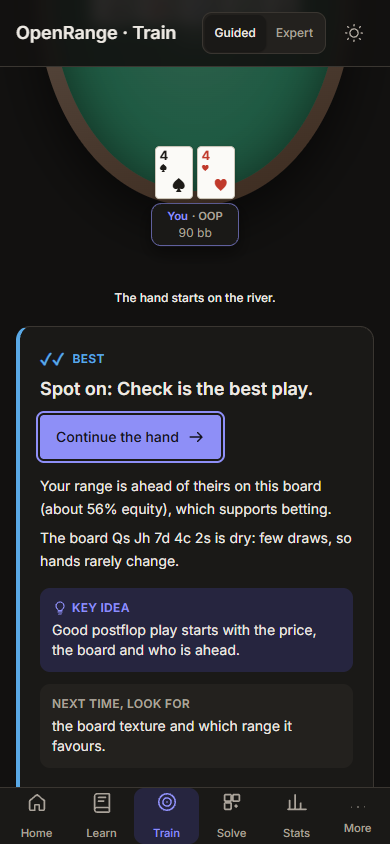 OpenRange · Train
Guided
Expert
4
4
You · OOP
90 bb
The hand starts on the river.
BEST
Spot on: Check is the best play.
Continue the hand →
Your range is ahead of theirs on this board
(about 56% equity), which supports betting.
The board Qs Jh 7d 4c 2s is dry: few draws, so
hands rarely change.
KEY IDEA
Good postflop play starts with the price,
the board and who is ahead.
NEXT TIME, LOOK FOR
the board texture and which range it
favours.
Home
Learn
Train
Solve
Stats
More